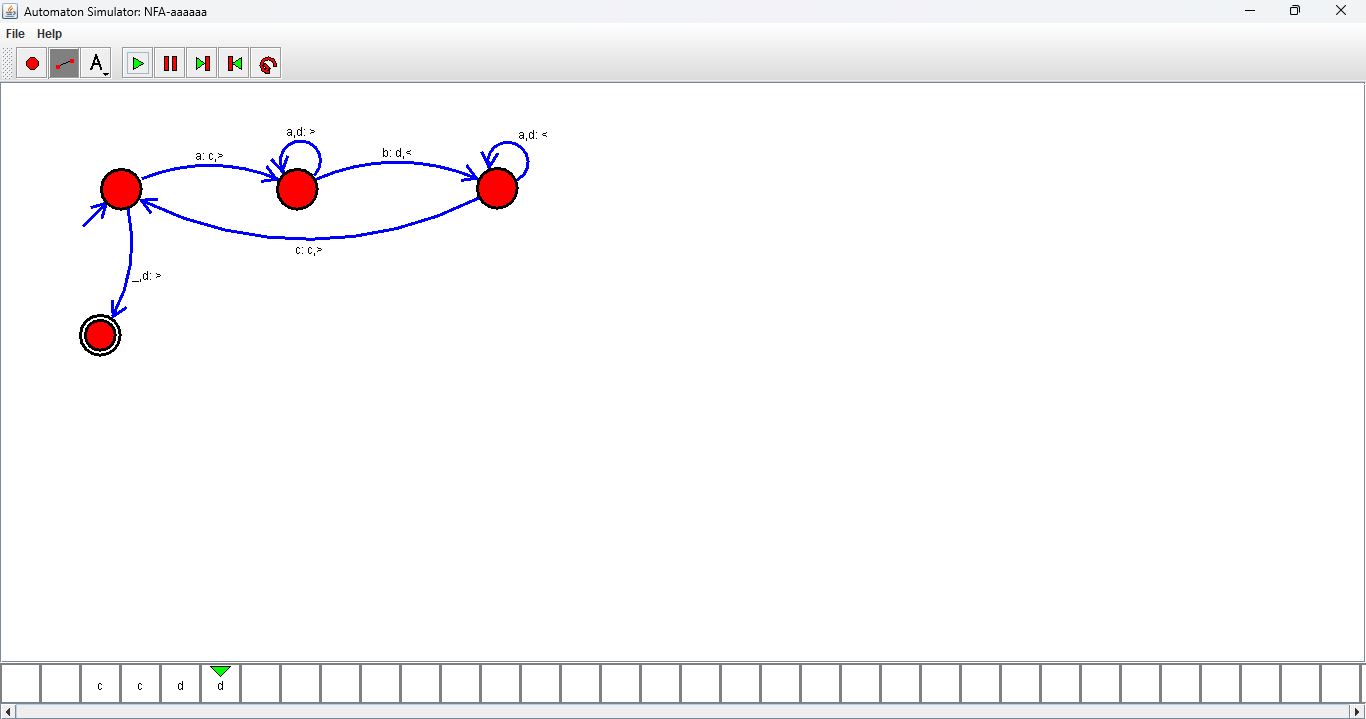 Automaton Simulator: NFA-aaaaaa
File Help
A
a,d: >
a,d: <
a: c,>
b: d,<
c: c,>
_,d: >
c c d d